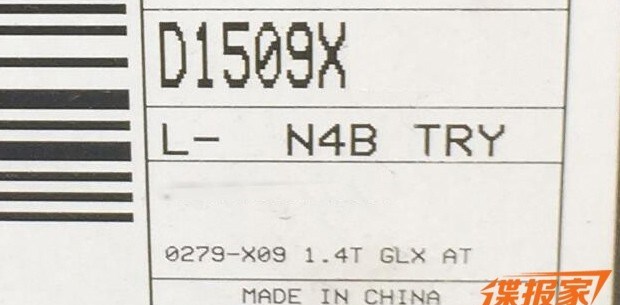 D1509X
L- N4B TRY
0279-X09 1.4T GLX AT
MADE IN CHINA
谍报家